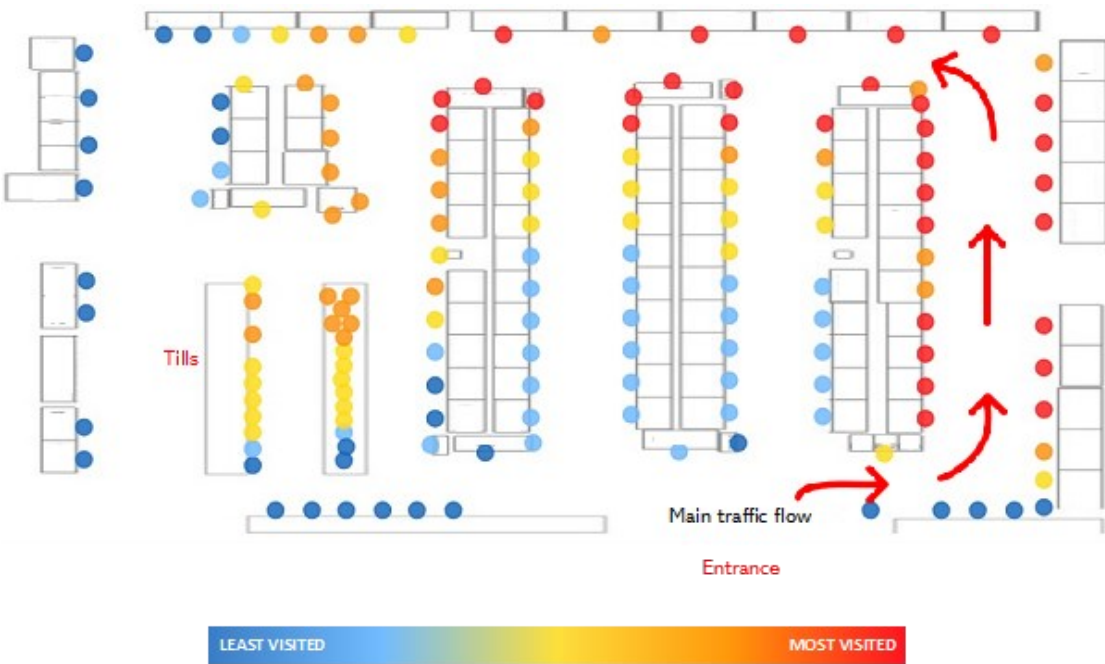 Tills
Main traffic flow
Entrance
LEAST VISITED
MOST VISITED